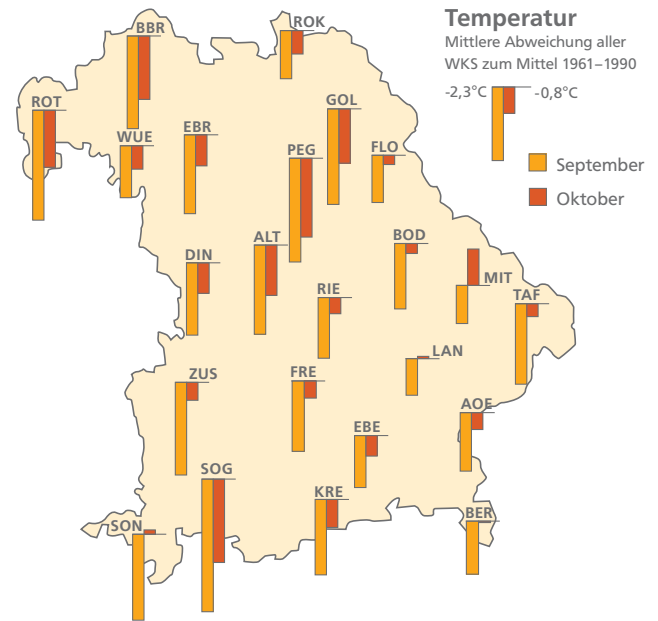 Temperatur
Mittlere Abweichung aller
WKS zum Mittel 1961–1990
-2,3°C -0,8°C
September
Oktober
BBR
ROK
ROT
GOL
WUE
EBR
PEG
FLO
ALT
BOD
DIN
MIT
RIE
TAF
LAN
ZUS
FRE
AOE
EBE
SOG
KRE
BER
SON